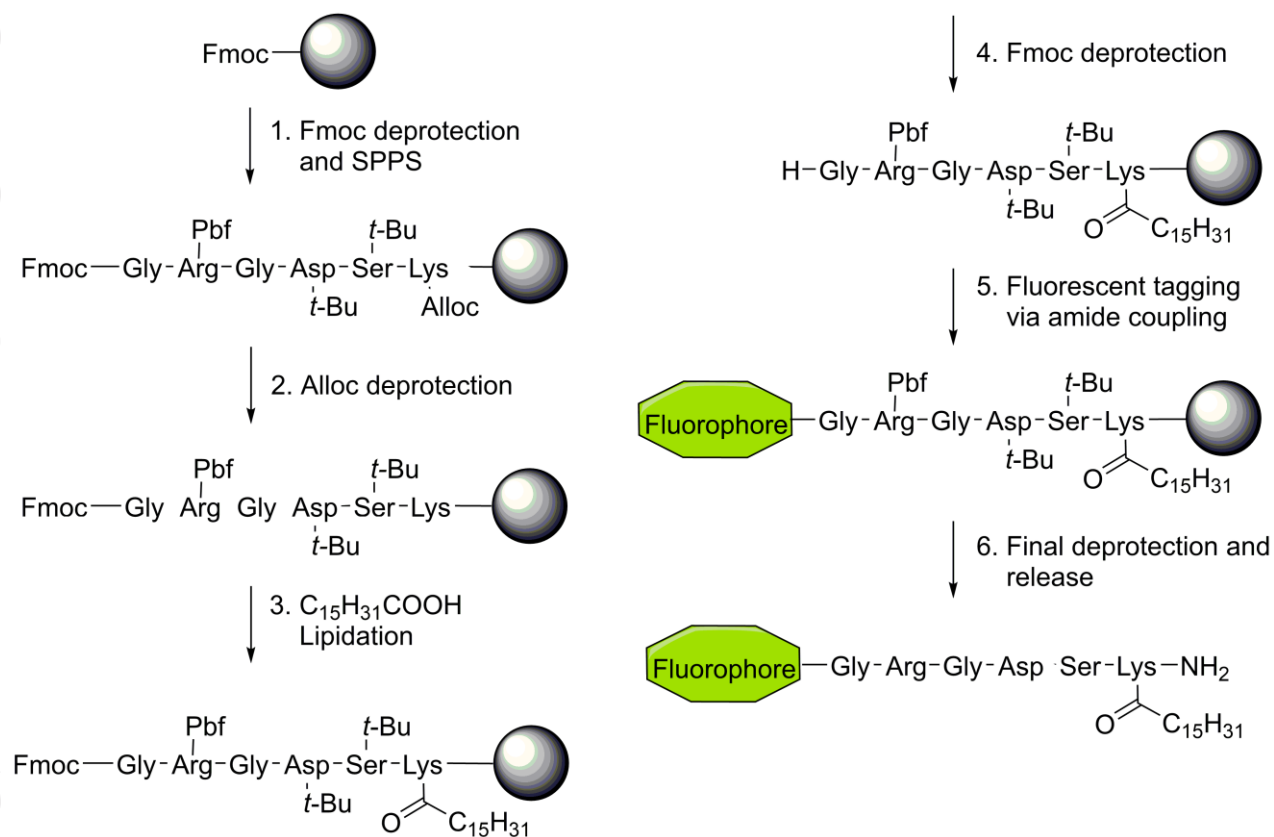 Fmoc
1. Fmoc deprotection
and SPPS
Pbf
t-Bu
Fmoc Gly-Arg-Gly-Asp-Ser-Lys
t-Bu
Alloc
2. Alloc deprotection
Pbf
t-Bu
Fmoc Gly Arg Gly Asp-Ser-Lys
t-Bu
3. C₁₅H₃₁COOH
Lipidation
Pbf
t-Bu
Fmoc Gly-Arg-Gly-Asp-Ser-Lys
t-Bu
O
C₁₅H₃₁
4. Fmoc deprotection
Pbf
t-Bu
H-Gly-Arg-Gly-Asp-Ser-Lys
t-Bu
O
C₁₅H₃₁
5. Fluorescent tagging
via amide coupling
Pbf
t-Bu
Fluorophore Gly-Arg-Gly-Asp-Ser-Lys
t-Bu
O
C₁₅H₃₁
6. Final deprotection and
release
Fluorophore Gly-Arg-Gly-Asp Ser-Lys-NH₂
O
C₁₅H₃₁